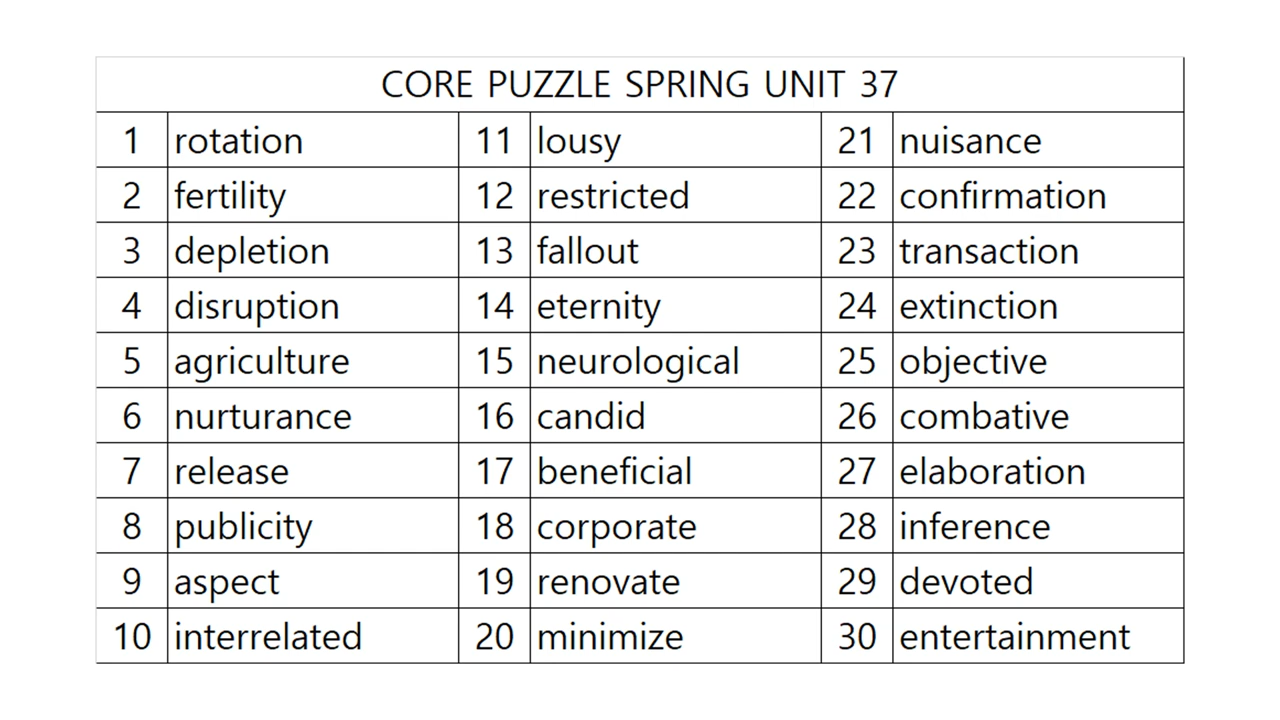 CORE PUZZLE SPRING UNIT 37
1 rotation 11 lousy 21 nuisance
2 fertility 12 restricted 22 confirmation
3 depletion 13 fallout 23 transaction
4 disruption 14 eternity 24 extinction
5 agriculture 15 neurological 25 objective
6 nurturance 16 candid 26 combative
7 release 17 beneficial 27 elaboration
8 publicity 18 corporate 28 inference
9 aspect 19 renovate 29 devoted
10 interrelated 20 minimize 30 entertainment